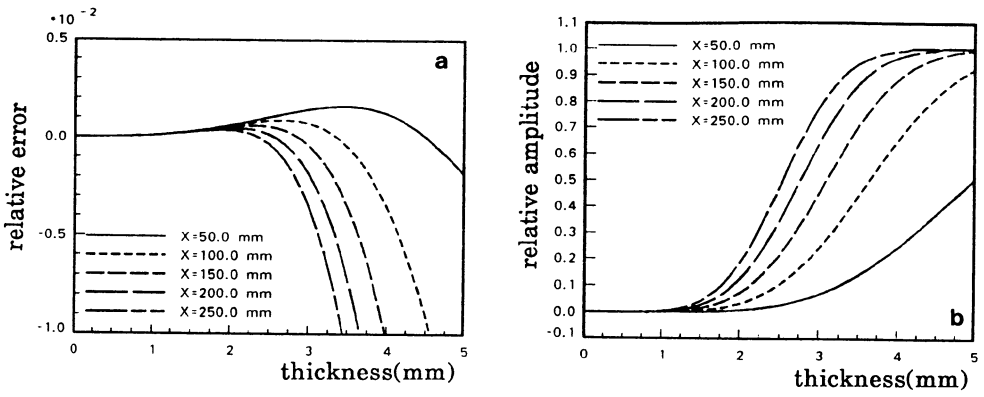 •10 -2
0.5
0.0
-0.5
-1.0
relative error
a
X=50.0 mm
X=100.0 mm
X=150.0 mm
X=200.0 mm
X=250.0 mm
0 1 2 3 4 5
thickness(mm)
1.1
1.0
0.9
0.8
0.7
0.6
0.5
0.4
0.3
0.2
0.1
0.0
-0.1
relative amplitude
X=50.0 mm
X=100.0 mm
X=150.0 mm
X=200.0 mm
X=250.0 mm
b
0 1 2 3 4 5
thickness(mm)